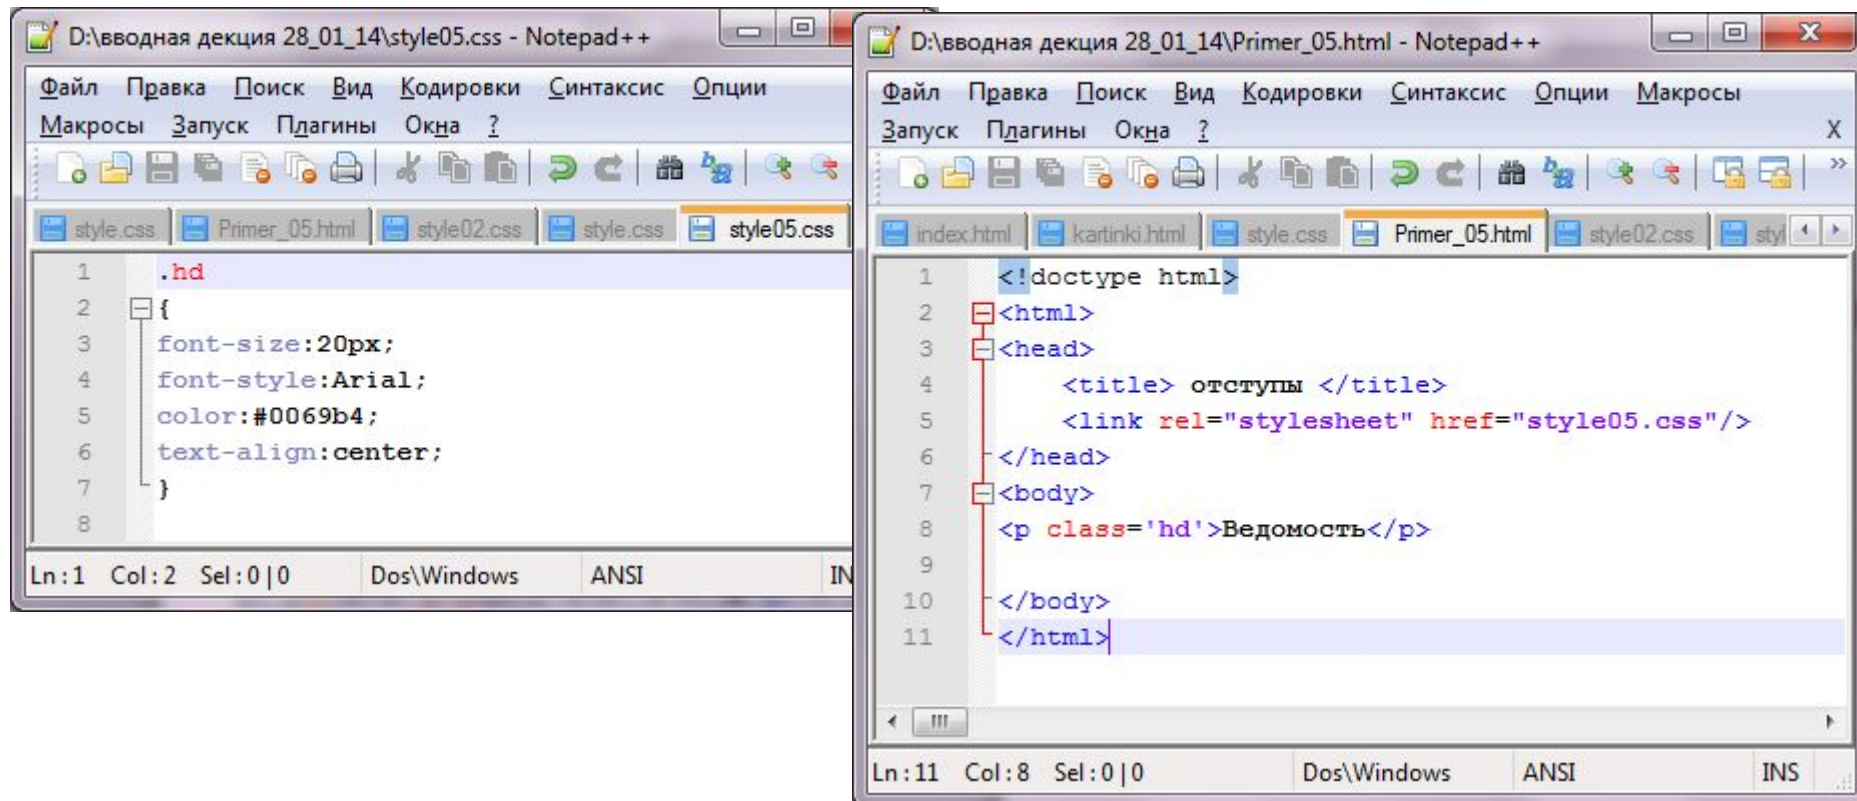 D:\вводная декция 28_01_14\style05.css - Notepad++
Файл Правка Поиск Вид Кодировки Синтаксис Опции
Макросы Запуск Плагины Окна ?
style.css Primer_05.html style02.css style.css style05.css
1 .hd
2 {
3 font-size:20px;
4 font-style:Arial;
5 color:#0069b4;
6 text-align:center;
7 }
8
Ln:1 Col:2 Sel:0|0 Dos\Windows ANSI IN
D:\вводная декция 28_01_14\Primer_05.html - Notepad++
Файл Правка Поиск Вид Кодировки Синтаксис Опции Макросы
Запуск Плагины Окна ? X
index.html kartinki.html style.css Primer_05.html style02.css styl
1 <!doctype html>
2 <html>
3 <head>
4 <title> отступы </title>
5 <link rel="stylesheet" href="style05.css"/>
6 </head>
7 <body>
8 <p class='hd'>Ведомость</p>
9
10 </body>
11 </html>
Ln:11 Col:8 Sel:0|0 Dos\Windows ANSI INS